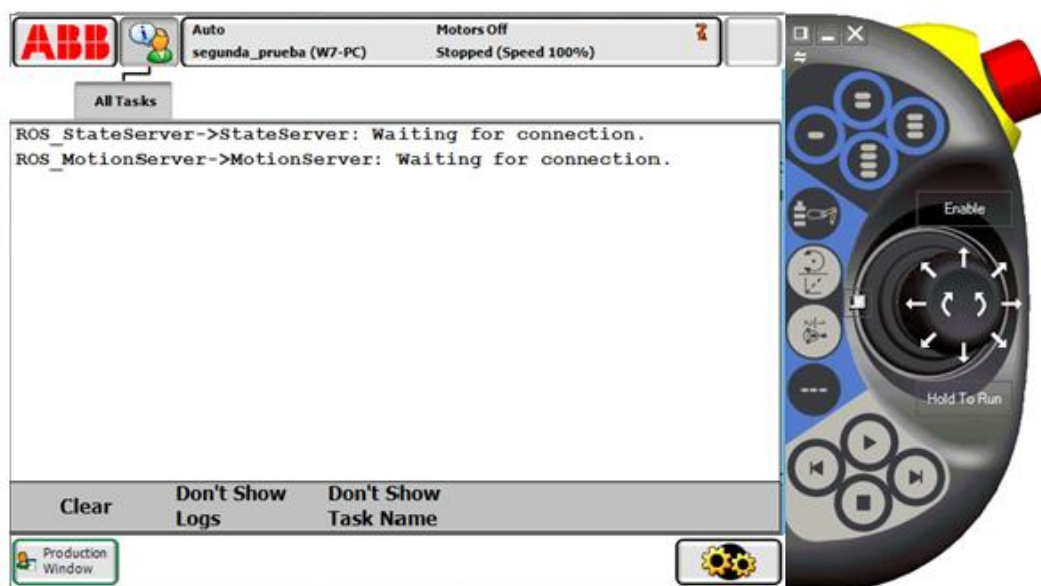 ABB
Auto
Motors Off
segunda_prueba (W7-PC)
Stopped (Speed 100%)
All Tasks
ROS_StateServer->StateServer: Waiting for connection.
ROS_MotionServer->MotionServer: Waiting for connection.
Enable
Hold To Run
Clear
Don't Show
Logs
Don't Show
Task Name
Production
Window